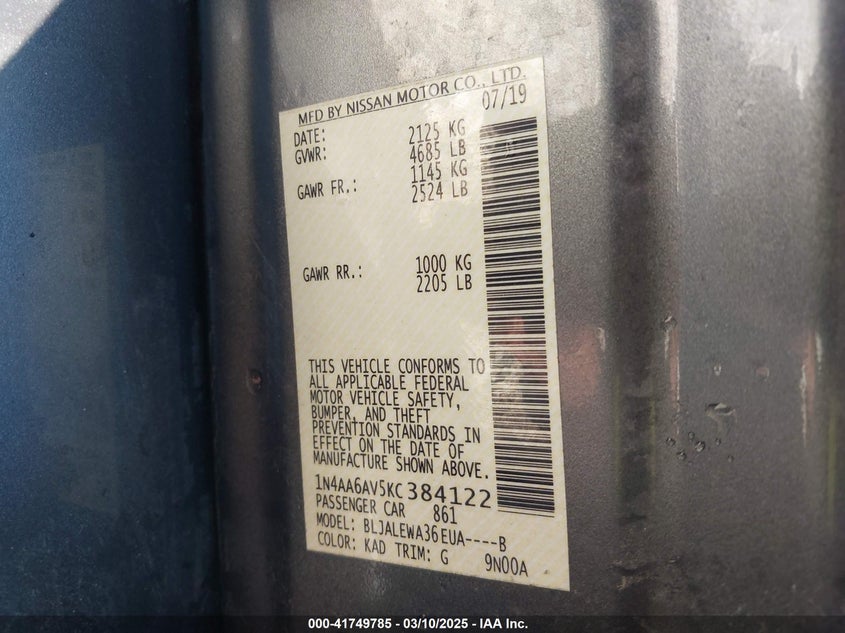 MFD BY NISSAN MOTOR CO., LTD.
DATE: 07/19
GVWR: 2125 KG
4685 LB
GAWR FR.: 1145 KG
2524 LB
GAWR RR.: 1000 KG
2205 LB
THIS VEHICLE CONFORMS TO
ALL APPLICABLE FEDERAL
MOTOR VEHICLE SAFETY,
BUMPER, AND THEFT
PREVENTION STANDARDS IN
EFFECT ON THE DATE OF
MANUFACTURE SHOWN ABOVE.
1N4AA6AV5KC384122
PASSENGER CAR 861
MODEL: BLJALEWA36EUA----B
COLOR: KAD TRIM: G 9N00A
000-41749785 - 03/10/2025 - IAA Inc.